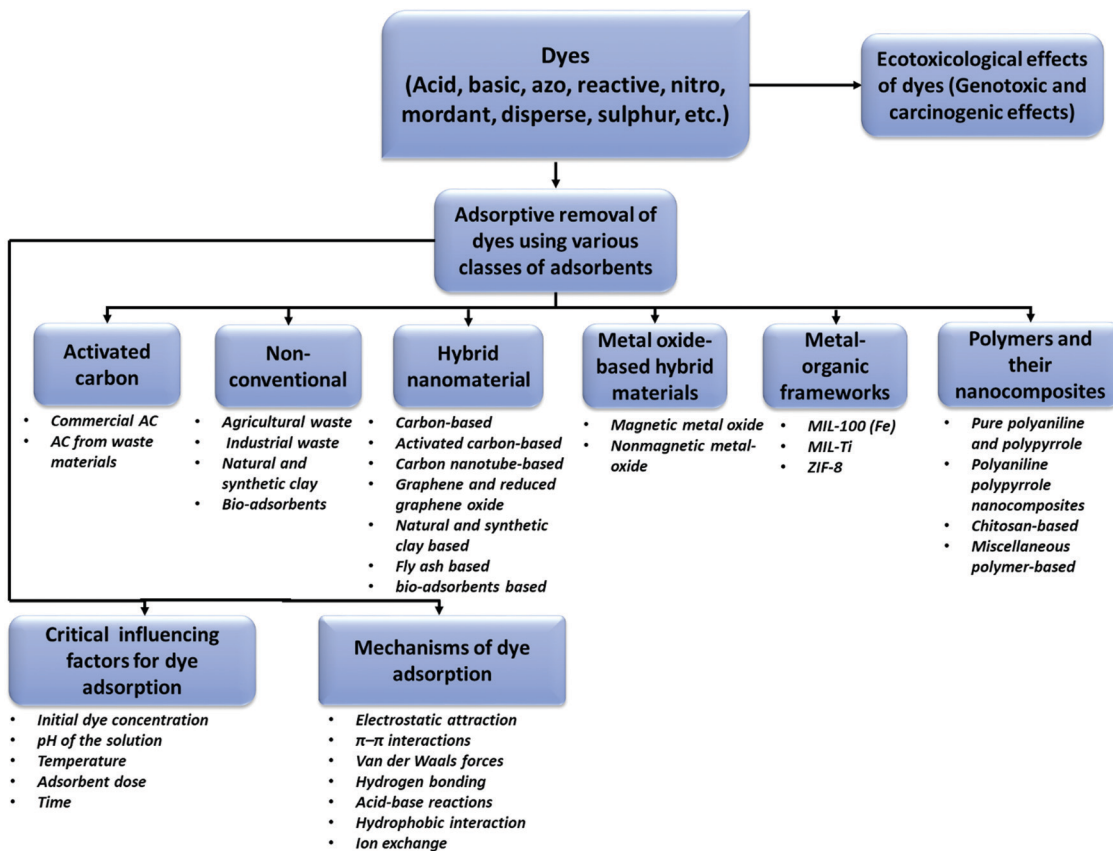 Dyes
(Acid, basic, azo, reactive, nitro,
mordant, disperse, sulphur, etc.)
Ecotoxicological effects
of dyes (Genotoxic and
carcinogenic effects)
Adsorptive removal of
dyes using various
classes of adsorbents
Activated
carbon
• Commercial AC
• AC from waste
materials
Non-
conventional
• Agricultural waste
• Industrial waste
• Natural and
synthetic clay
• Bio-adsorbents
Hybrid
nanomaterial
• Carbon-based
• Activated carbon-based
• Carbon nanotube-based
• Graphene and reduced
graphene oxide
• Natural and synthetic
clay based
• Fly ash based
• bio-adsorbents based
Metal oxide-
based hybrid
materials
• Magnetic metal oxide
• Nonmagnetic metal-
oxide
Metal-
organic
frameworks
• MIL-100 (Fe)
• MIL-Ti
• ZIF-8
Polymers and
their
nanocomposites
• Pure polyaniline
and polypyrrole
• Polyaniline
polypyrrole
nanocomposites
• Chitosan-based
• Miscellaneous
polymer-based
Critical influencing
factors for dye
adsorption
• Initial dye concentration
• pH of the solution
• Temperature
• Adsorbent dose
• Time
Mechanisms of dye
adsorption
• Electrostatic attraction
• π–π interactions
• Van der Waals forces
• Hydrogen bonding
• Acid-base reactions
• Hydrophobic interaction
• Ion exchange